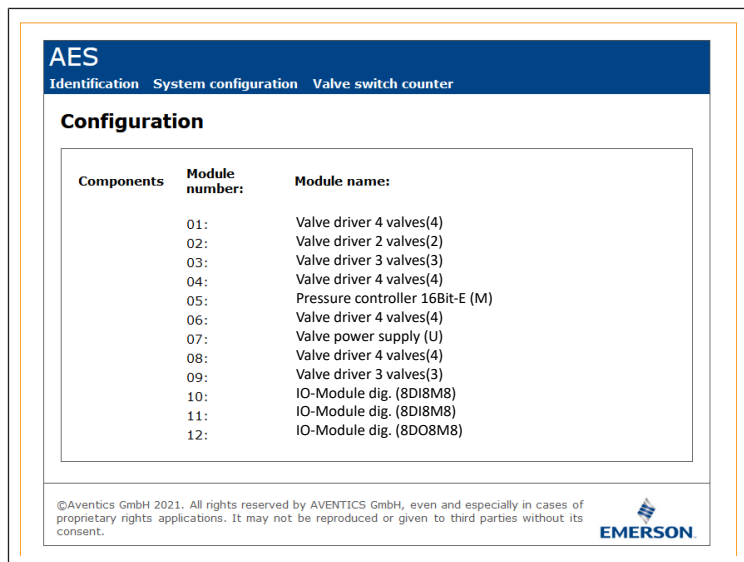 AES
Identification System configuration Valve switch counter
Configuration
Components Module number: Module name:
01: Valve driver 4 valves(4)
02: Valve driver 2 valves(2)
03: Valve driver 3 valves(3)
04: Valve driver 4 valves(4)
05: Pressure controller 16Bit-E (M)
06: Valve driver 4 valves(4)
07: Valve power supply (U)
08: Valve driver 4 valves(4)
09: Valve driver 3 valves(3)
10: IO-Module dig. (8DI8M8)
11: IO-Module dig. (8DI8M8)
12: IO-Module dig. (8DO8M8)
©Aventics GmbH 2021. All rights reserved by AVENTICS GmbH, even and especially in cases of
proprietary rights applications. It may not be reproduced or given to third parties without its
consent.
EMERSON.